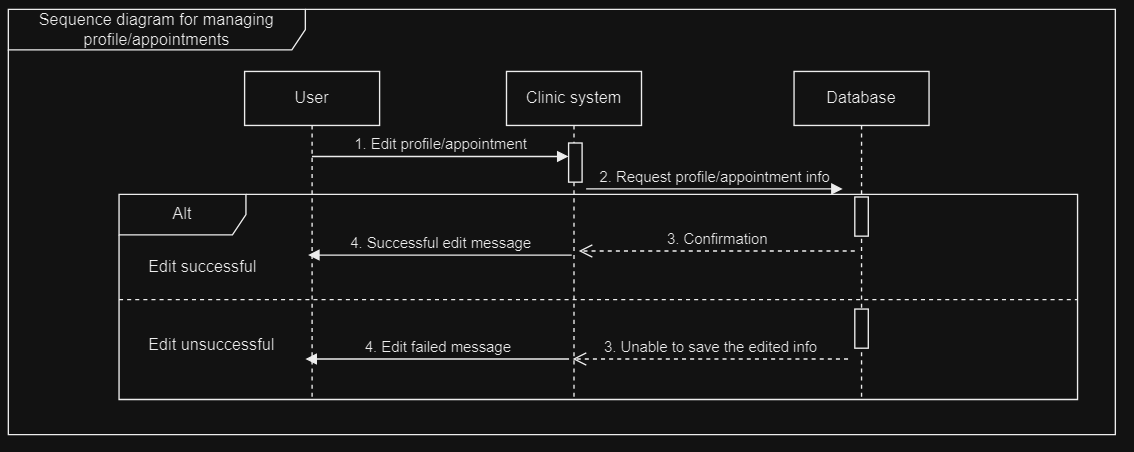 Sequence diagram for managing
profile/appointments
User
Clinic system
Database
1. Edit profile/appointment
2. Request profile/appointment info
Alt
4. Successful edit message
3. Confirmation
Edit successful
Edit unsuccessful
4. Edit failed message
3. Unable to save the edited info